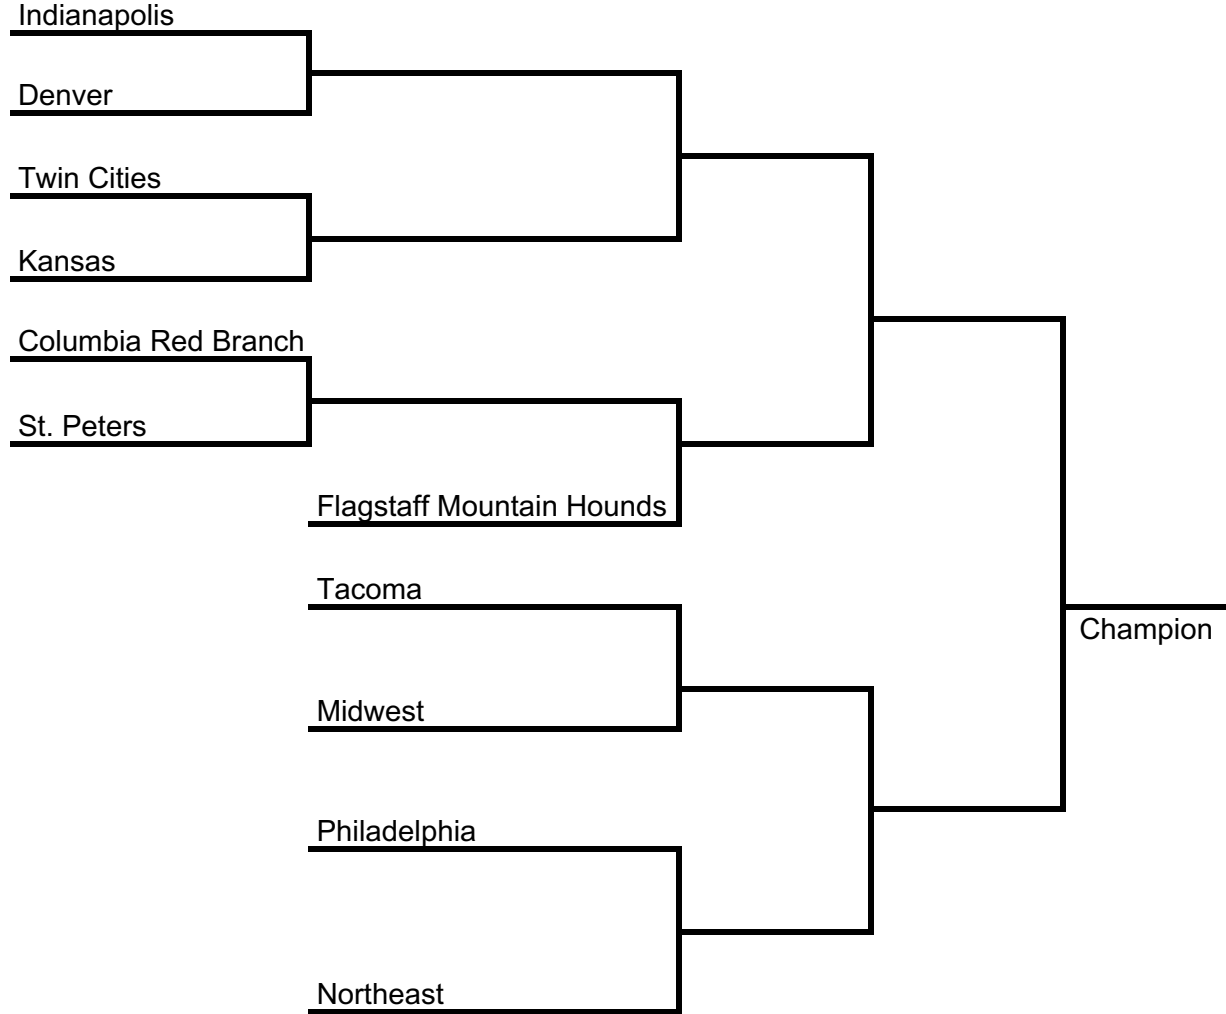 Indianapolis
Denver
Twin Cities
Kansas
Columbia Red Branch
St. Peters
Flagstaff Mountain Hounds
Tacoma
Champion
Midwest
Philadelphia
Northeast